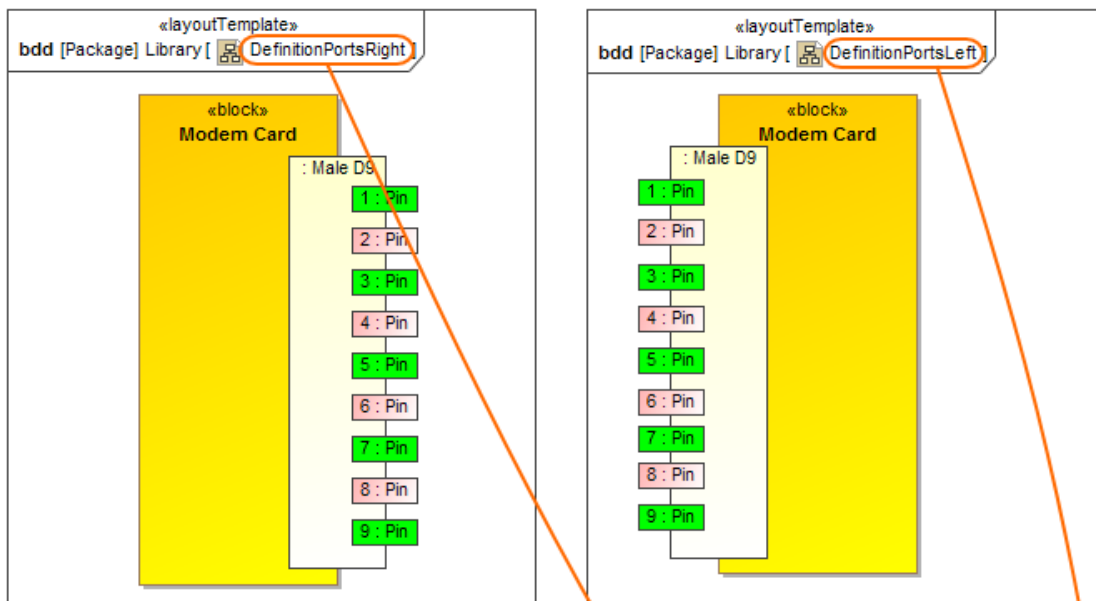 «layoutTemplate»
bdd [Package] Library [ DefinitionPortsRight ]
«block»
Modem Card
: Male D9
1 : Pin
2 : Pin
3 : Pin
4 : Pin
5 : Pin
6 : Pin
7 : Pin
8 : Pin
9 : Pin
«layoutTemplate»
bdd [Package] Library [ DefinitionPortsLeft ]
«block»
Modem Card
: Male D9
1 : Pin
2 : Pin
3 : Pin
4 : Pin
5 : Pin
6 : Pin
7 : Pin
8 : Pin
9 : Pin